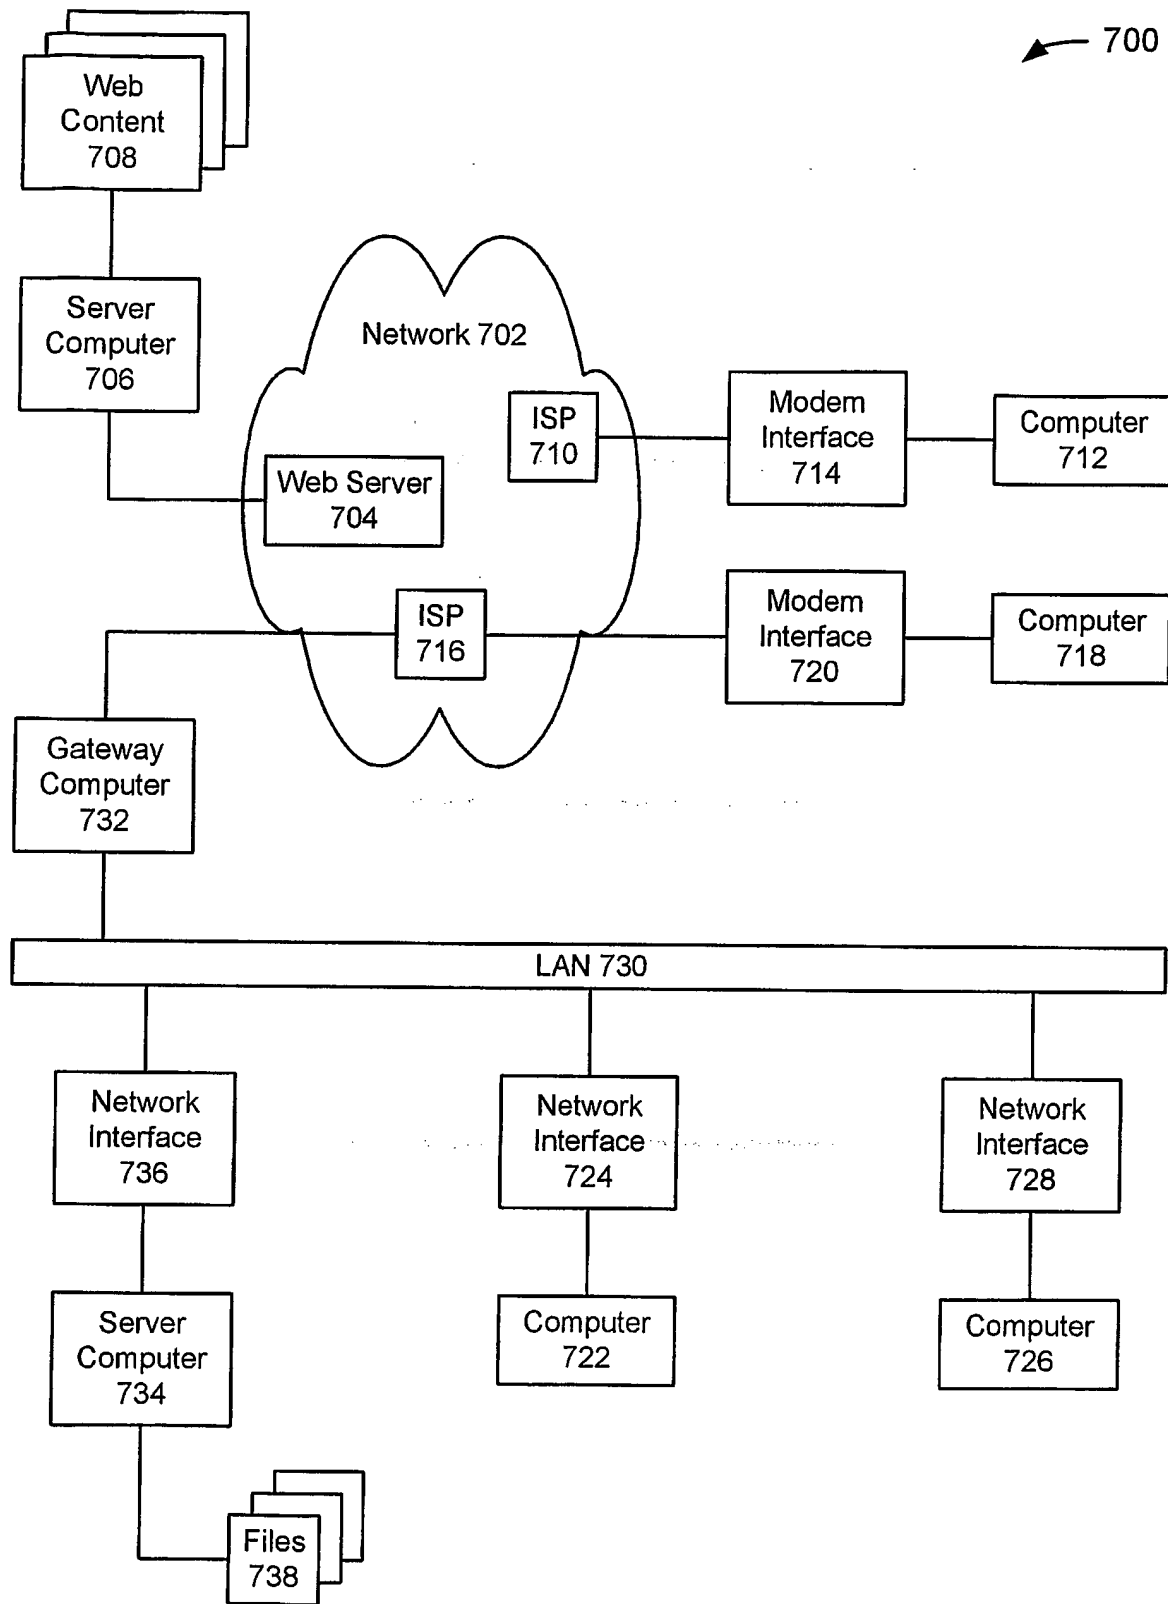 700
Web
Content
708
Server
Computer
706
Network 702
ISP
710
Modem
Interface
714
Computer
712
Web Server
704
ISP
716
Modem
Interface
720
Computer
718
Gateway
Computer
732
LAN 730
Network
Interface
736
Network
Interface
724
Network
Interface
728
Server
Computer
734
Computer
722
Computer
726
Files
738